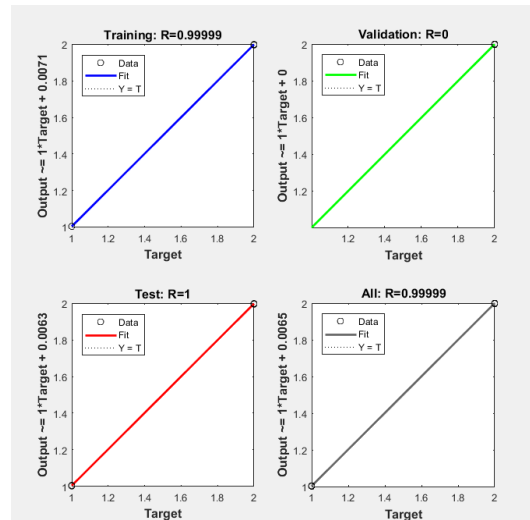 Training: R=0.99999
Output ~= 1*Target + 0.0071
2
1.8
1.6
1.4
1.2
1
Data
Fit
Y = T
1 1.2 1.4 1.6 1.8 2
Target
Validation: R=0
Output ~= 1*Target + 0
2
1.8
1.6
1.4
1.2
Data
Fit
Y = T
1.2 1.4 1.6 1.8 2
Target
Test: R=1
Output ~= 1*Target + 0.0063
2
1.8
1.6
1.4
1.2
1
Data
Fit
Y = T
1 1.2 1.4 1.6 1.8 2
Target
All: R=0.99999
Output ~= 1*Target + 0.0065
2
1.8
1.6
1.4
1.2
1
Data
Fit
Y = T
1 1.2 1.4 1.6 1.8 2
Target